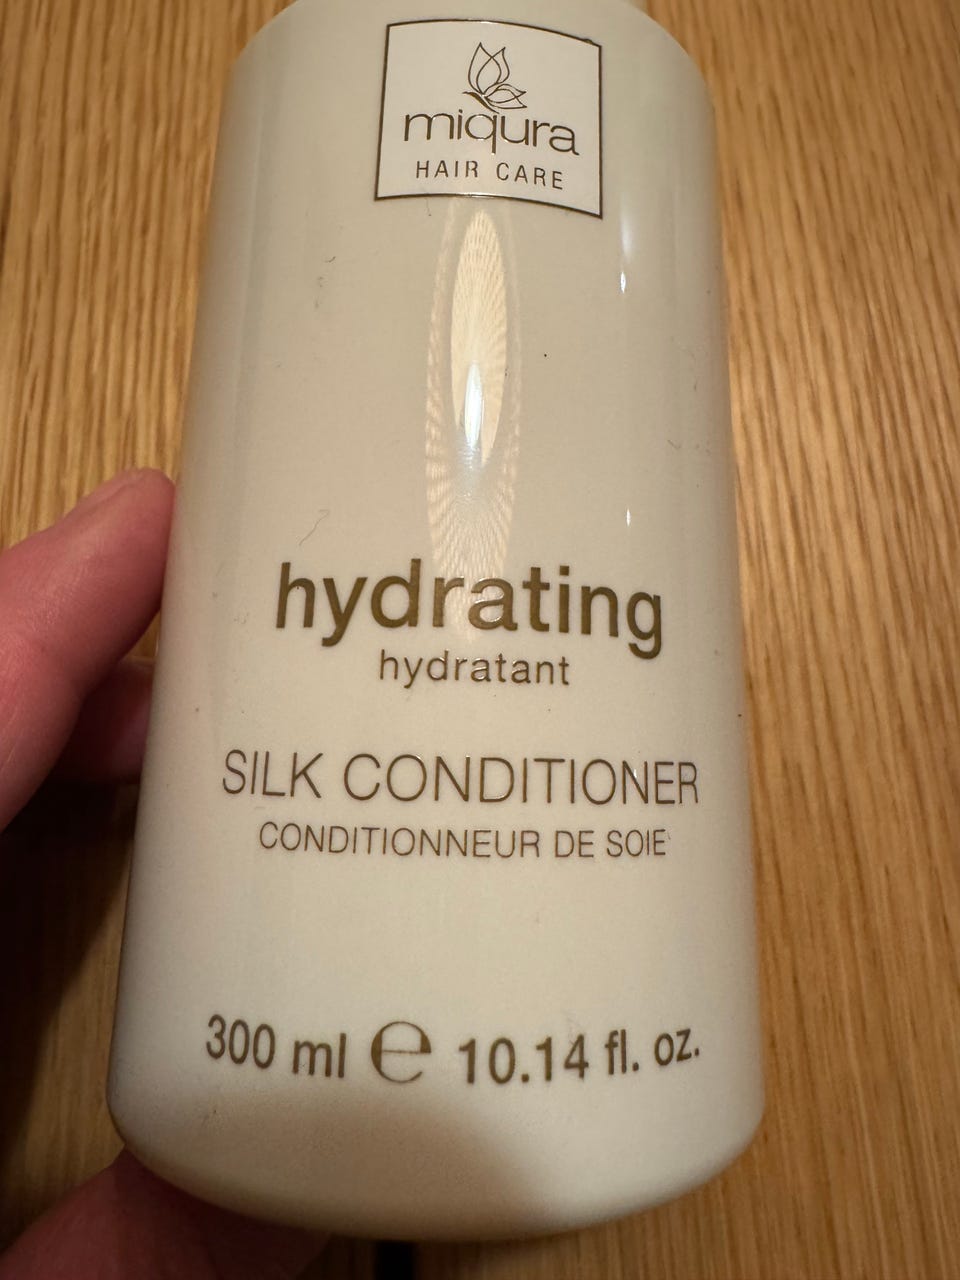 miqura
HAIR CARE
hydrating
hydratant
SILK CONDITIONER
CONDITIONNEUR DE SOIE
300 ml ℮ 10.14 fl. oz.